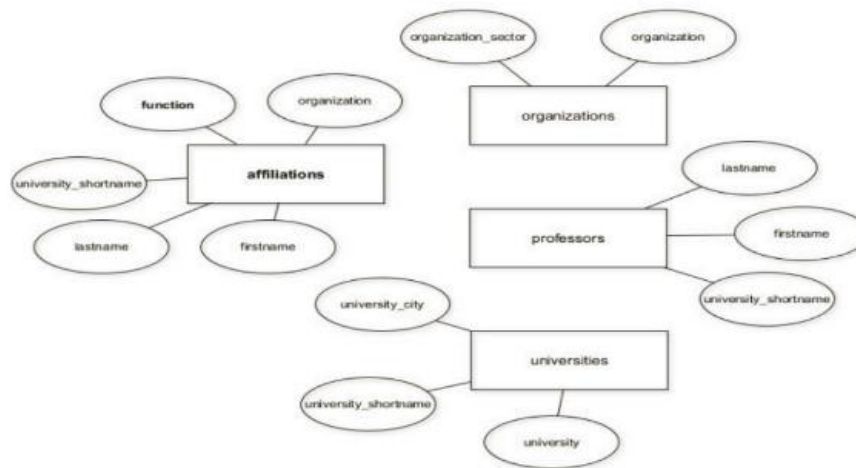 organization_sector
organization
organizations
function
organization
affiliations
university_shortname
lastname
firstname
lastname
professors
firstname
university_shortname
university_city
universities
university_shortname
university